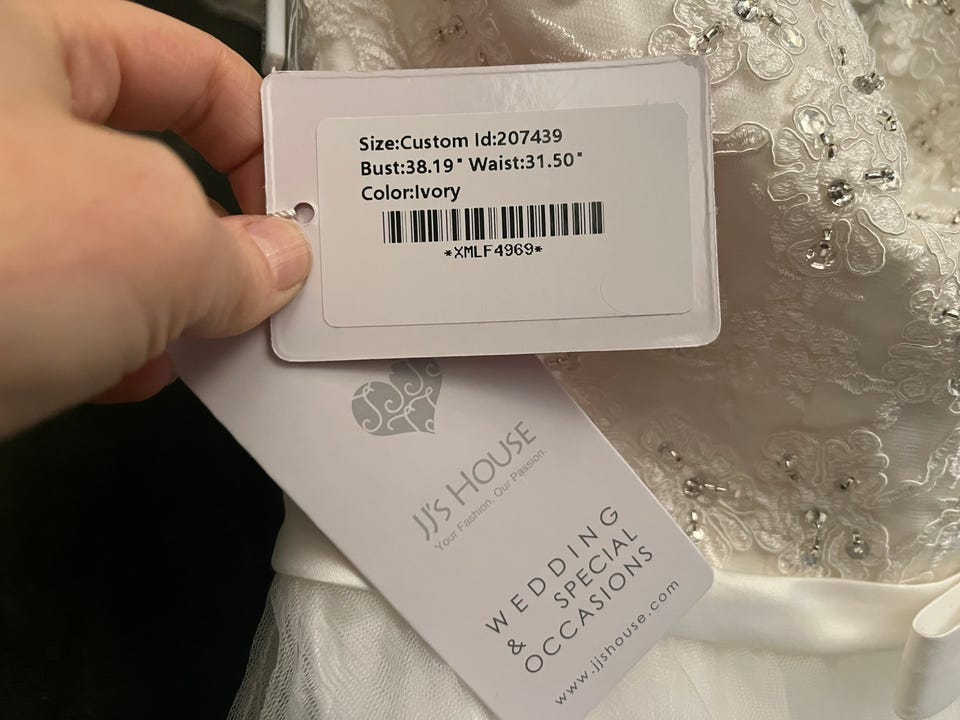 Size:Custom Id:207439
Bust:38.19" Waist:31.50"
Color:Ivory
*XMLF4969*
JJ's HOUSE
Your Fashion. Our Passion.
WEDDING
& SPECIAL
OCCASIONS
www.jjshouse.com